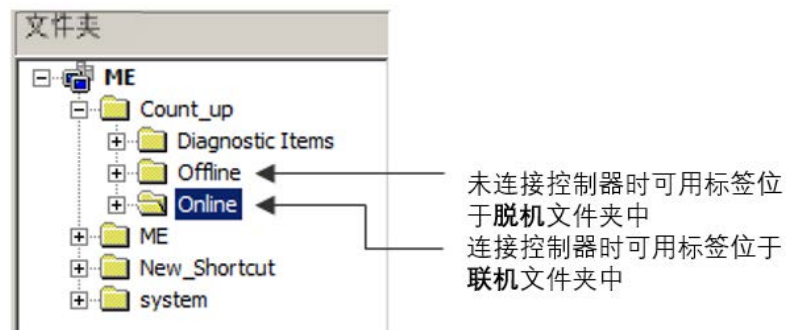 文件夹
ME
Count_up
Diagnostic Items
Offline
Online
ME
New_Shortcut
system
未连接控制器时可用标签位
于脱机文件夹中
连接控制器时可用标签位于
联机文件夹中